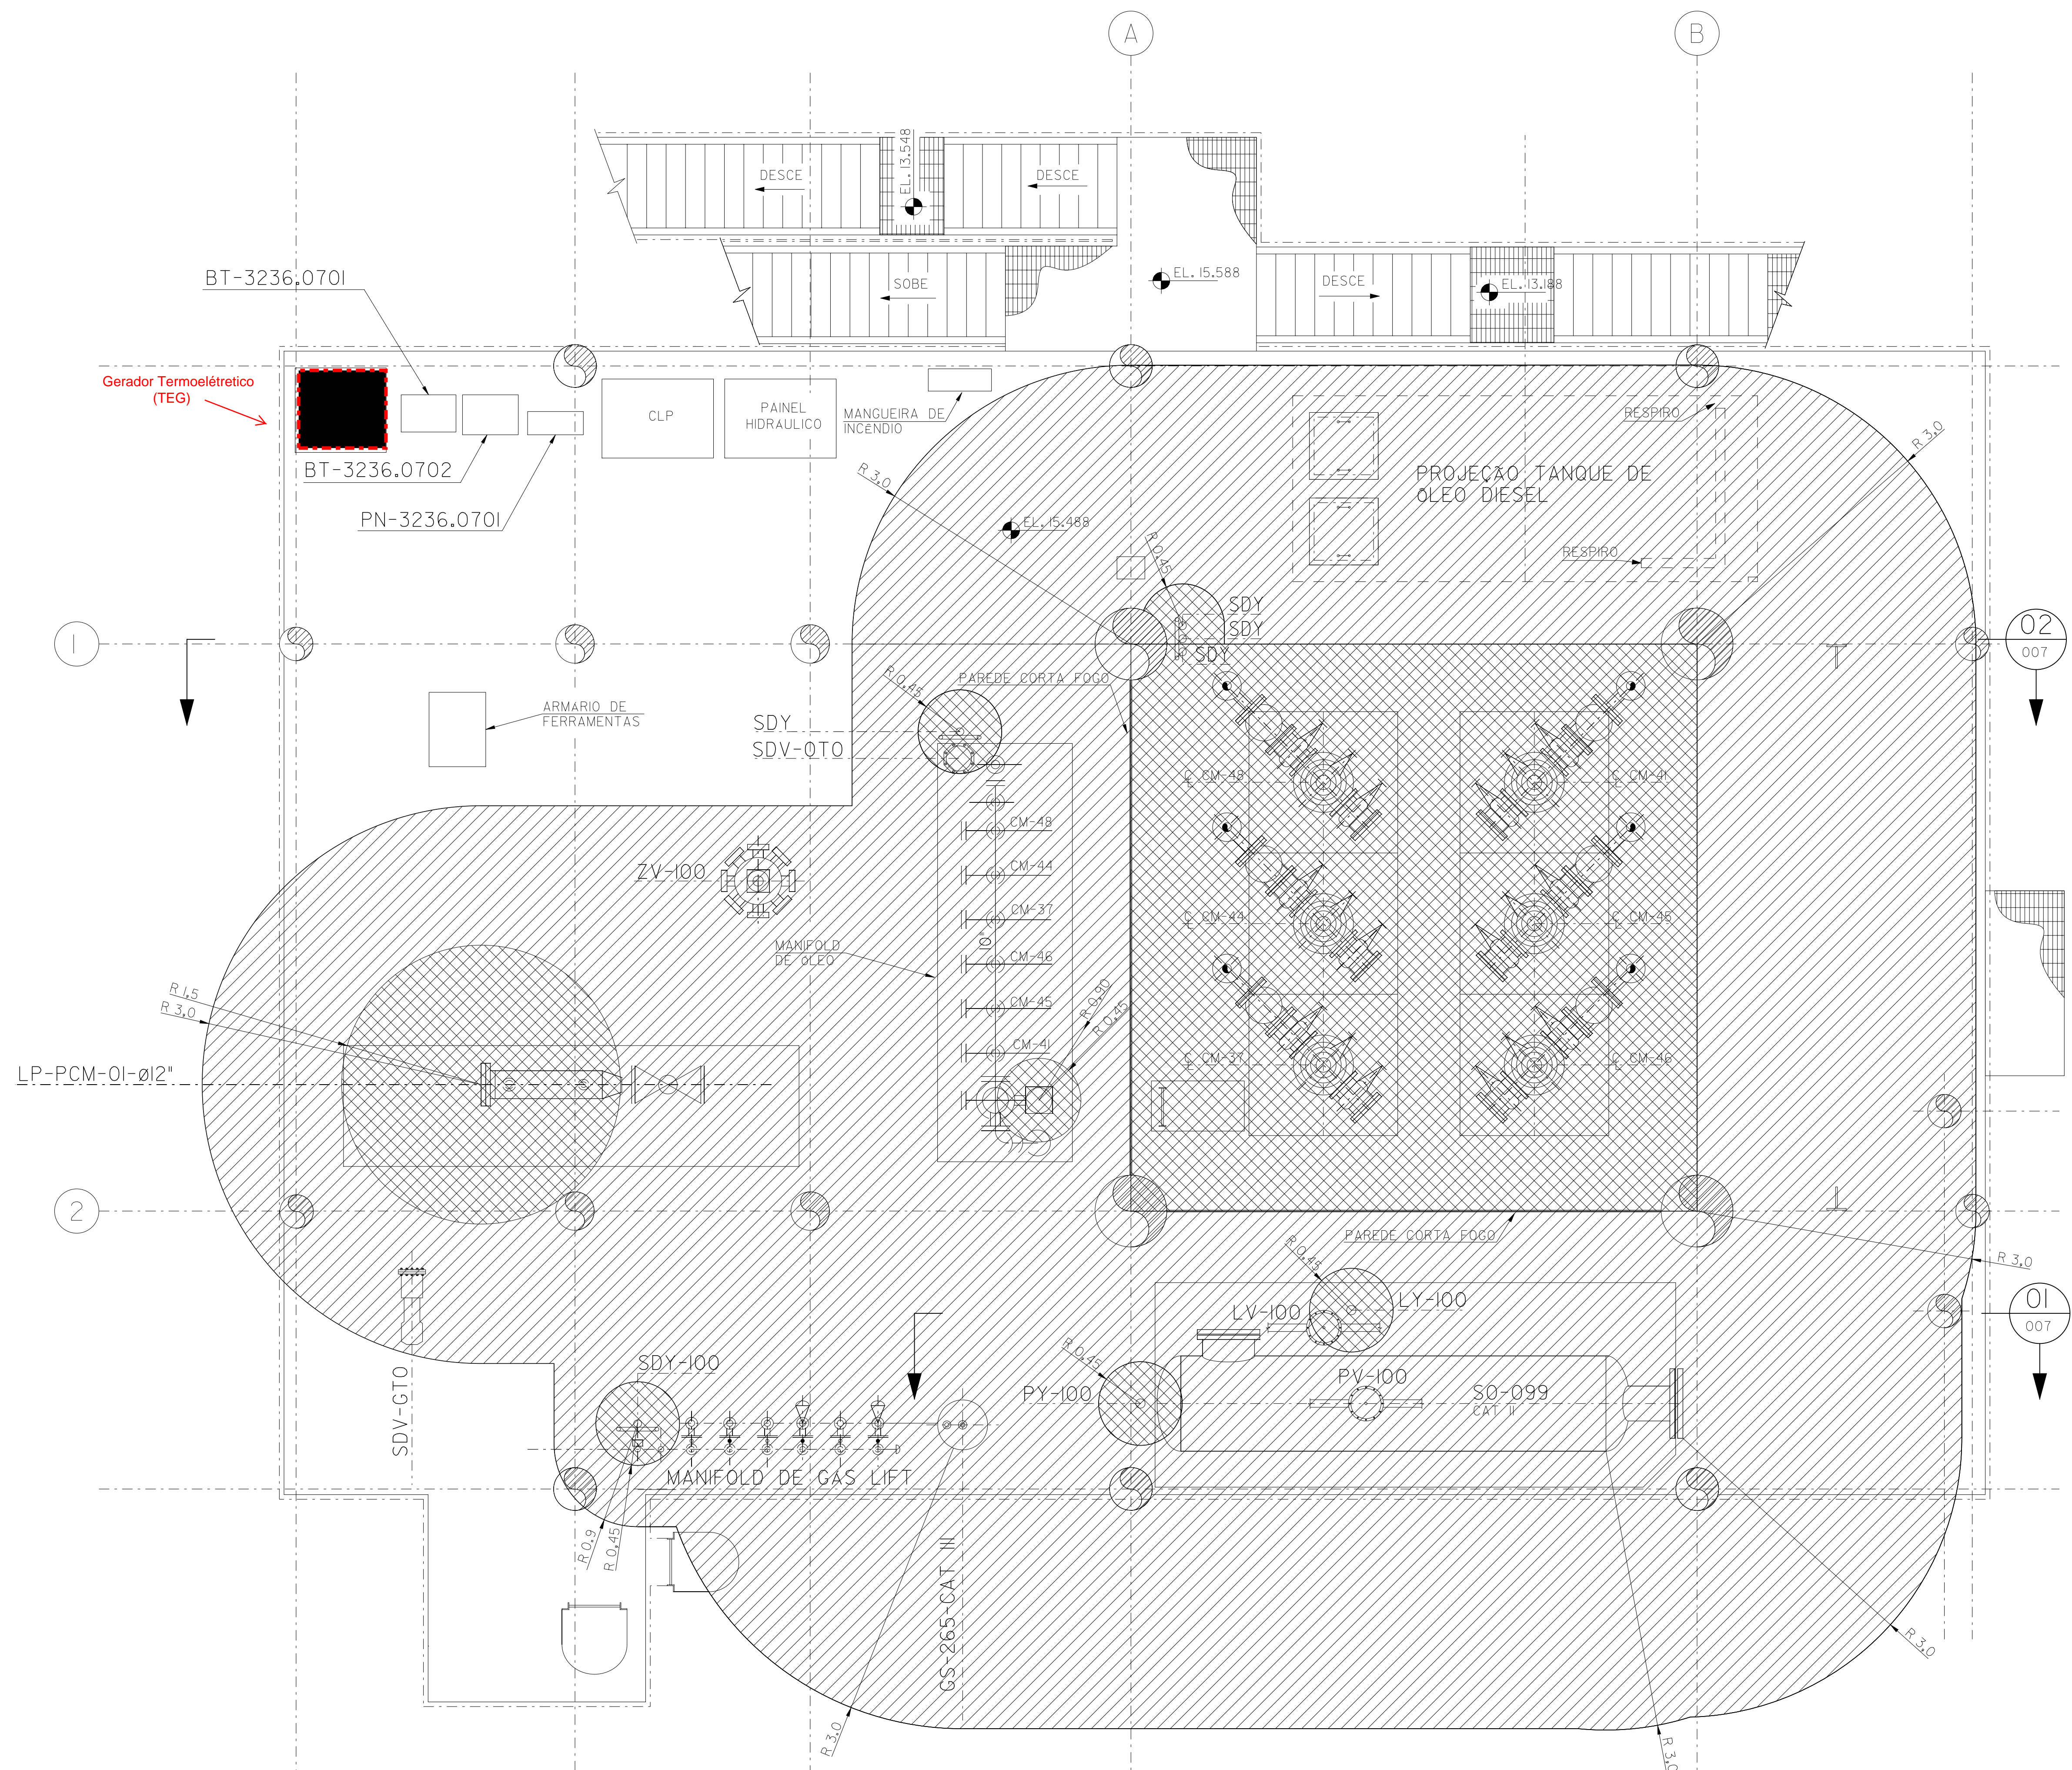 A
B
EL. 13.548
DESCE
DESCE
BT-3236.0701
SOBE
EL. 15.588
DESCE
EL. 13.188
Gerador Termoelétretico
(TEG)
CLP
PAINEL
HIDRAULICO
MANGUEIRA DE
INCÊNDIO
RESPIRO
R 3,0
BT-3236.0702
R 3,0
PROJEÇÃO TANQUE DE
ÓLEO DIESEL
PN-3236.0701
EL. 15.488
R 0,45
RESPIRO
SDY
SDY
SDY
1
02
007
R 0,45
PAREDE CORTA FOGO
ARMARIO DE
FERRAMENTAS
SDY
SDV-OTO
℄ CM-48
℄ CM-41
CM-48
ZV-100
CM-44
CM-37
℄ CM-44
℄ CM-45
MANIFOLD
DE ÓLEO
10"
CM-46
R 1,5
R 3,0
CM-45
R 0,90
R 0,45
CM-41
℄ CM-37
℄ CM-46
LP-PCM-01-ø12"
2
PAREDE CORTA FOGO
R 0,45
R 3,0
LV-100
LY-100
01
007
SDY-100
R 0,45
PY-100
PV-100
SO-099
CAT II
SDV-GTO
MANIFOLD DE GAS LIFT
R 0,9
R 0,45
GS-265-CAT III
R 3,0
R 3,0
R 3,0